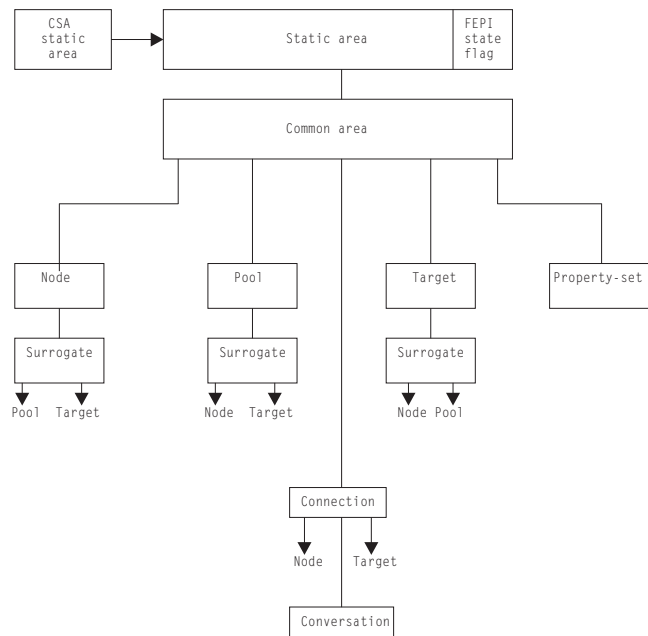 CSA
static
area
Static area
FEPI
state
flag
Common area
Node
Pool
Target
Property-set
Surrogate
Surrogate
Surrogate
Pool Target
Node Target
Node Pool
Connection
Node Target
Conversation